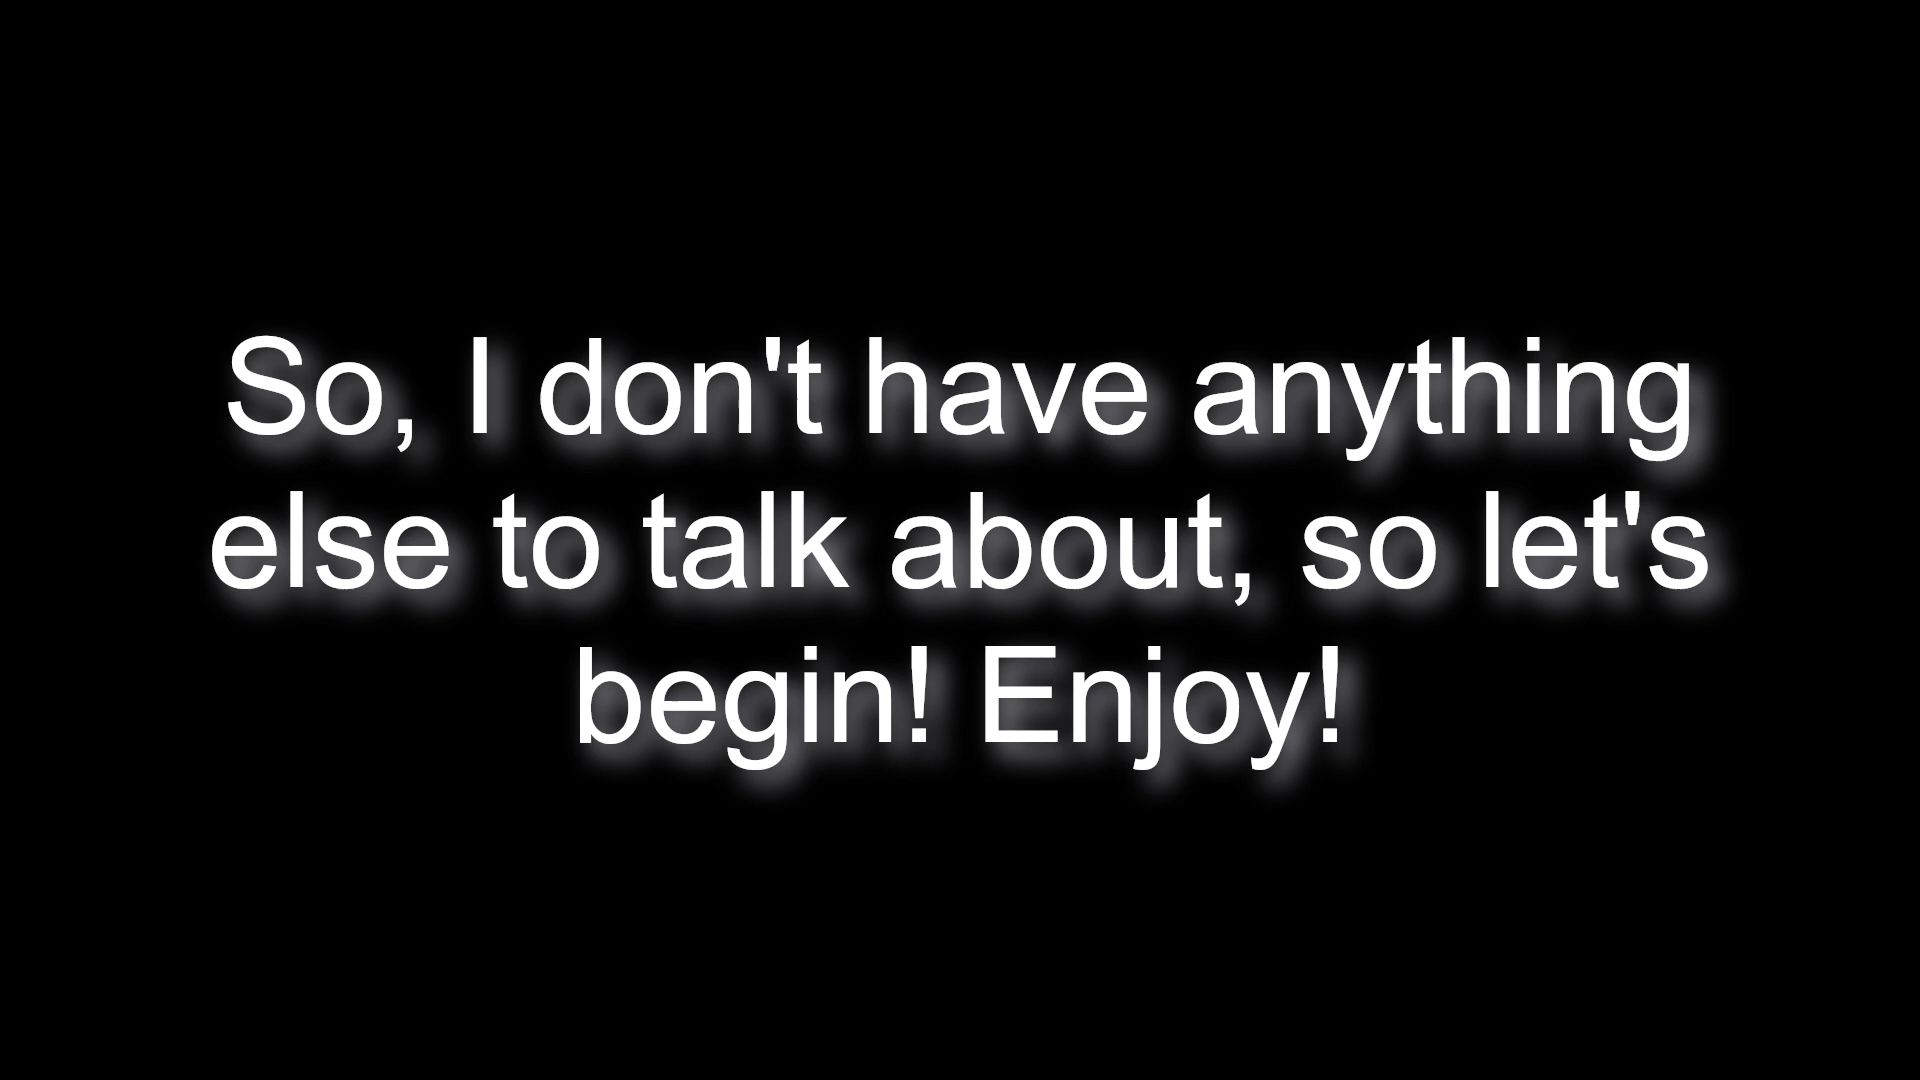 So, I don't have anything
else to talk about, so let's
begin! Enjoy!